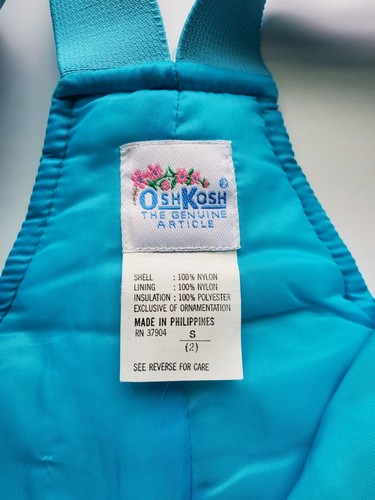 OSHKOSH ®
THE GENUINE
ARTICLE
SHELL : 100% NYLON
LINING : 100% NYLON
INSULATION : 100% POLYESTER
EXCLUSIVE OF ORNAMENTATION
MADE IN PHILIPPINES
RN 37904 S
(2)
SEE REVERSE FOR CARE